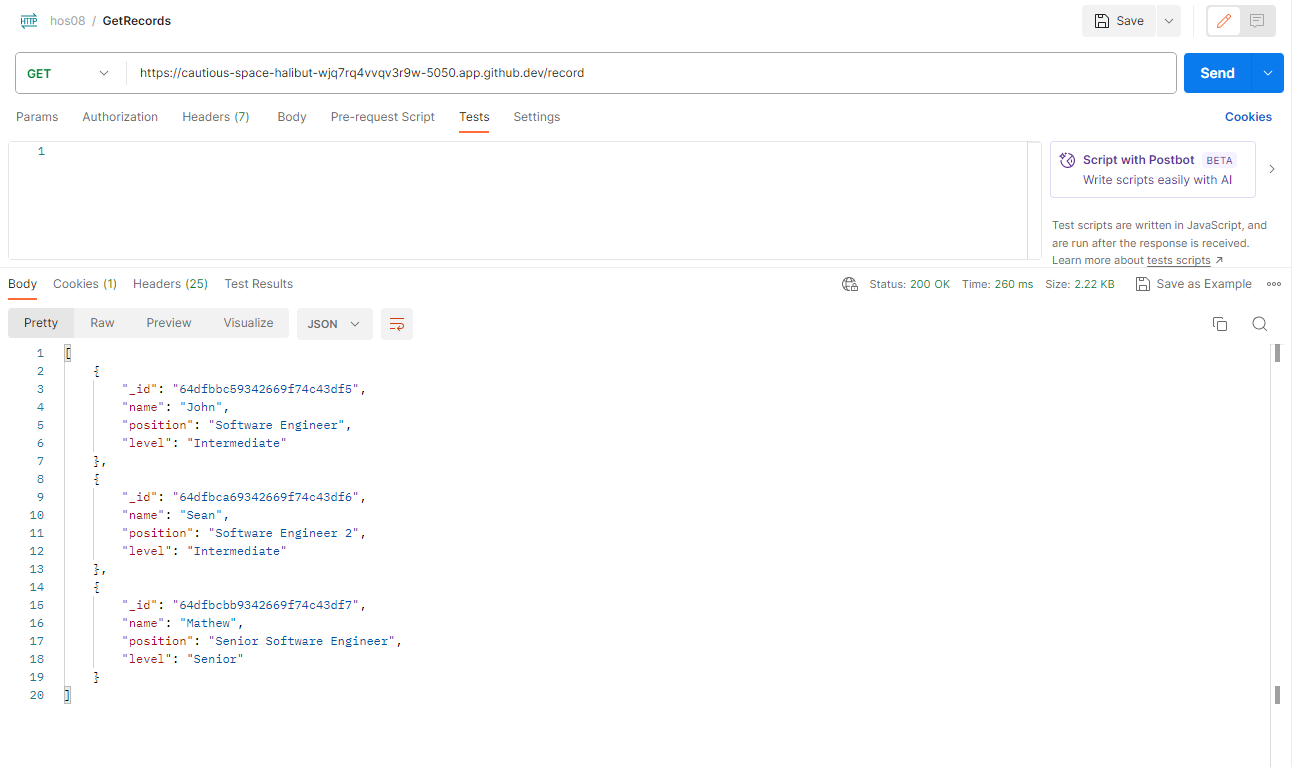 HTTP hos08 / GetRecords Save
GET https://cautious-space-halibut-wjq7rq4vvqv3r9w-5050.app.github.dev/record Send
Params Authorization Headers (7) Body Pre-request Script Tests Settings Cookies
1
Script with Postbot BETA
Write scripts easily with AI
Test scripts are written in JavaScript, and
are run after the response is received.
Learn more about tests scripts ↗
Body Cookies (1) Headers (25) Test Results Status: 200 OK Time: 260 ms Size: 2.22 KB Save as Example
Pretty Raw Preview Visualize JSON
1 [
2 {
3 "_id": "64dfbbc59342669f74c43df5",
4 "name": "John",
5 "position": "Software Engineer",
6 "level": "Intermediate"
7 },
8 {
9 "_id": "64dfbca69342669f74c43df6",
10 "name": "Sean",
11 "position": "Software Engineer 2",
12 "level": "Intermediate"
13 },
14 {
15 "_id": "64dfbcbb9342669f74c43df7",
16 "name": "Mathew",
17 "position": "Senior Software Engineer",
18 "level": "Senior"
19 }
20 ]